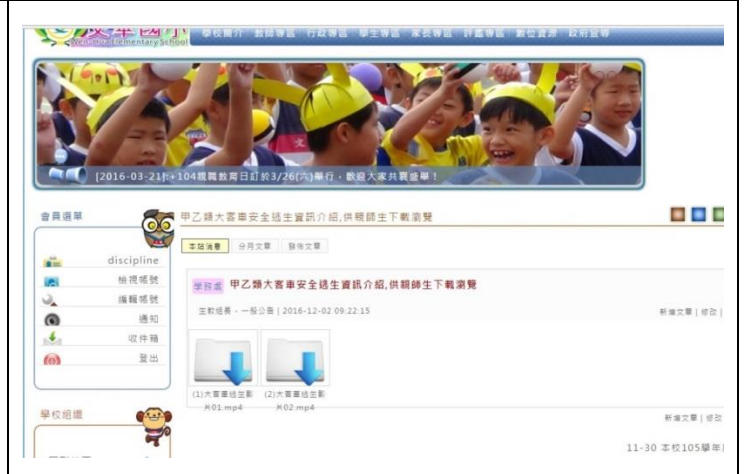 文華國小
Wen-Hua Elementary School
學校簡介 教師專區 行政專區 學生專區 家長專區 評鑑專區 數位資源 政府宣導
[2016-03-21]:+104親職教育日訂於3/26(六)舉行,歡迎大家共襄盛舉!
會員選單
甲乙類大客車安全逃生資訊介紹,供親師生下載瀏覽
本站消息 分月文章 發佈文章
discipline
檢視帳號
編輯帳號
通知
收件箱
登出
學務處 甲乙類大客車安全逃生資訊介紹,供親師生下載瀏覽
生教組長 - 一般公告 | 2016-12-02 09:22:15
新增文章 | 修改 |
(1)大客車逃生影片01.mp4
(2)大客車逃生影片02.mp4
新增文章 | 修改
學校組織
11-30 本校105學年